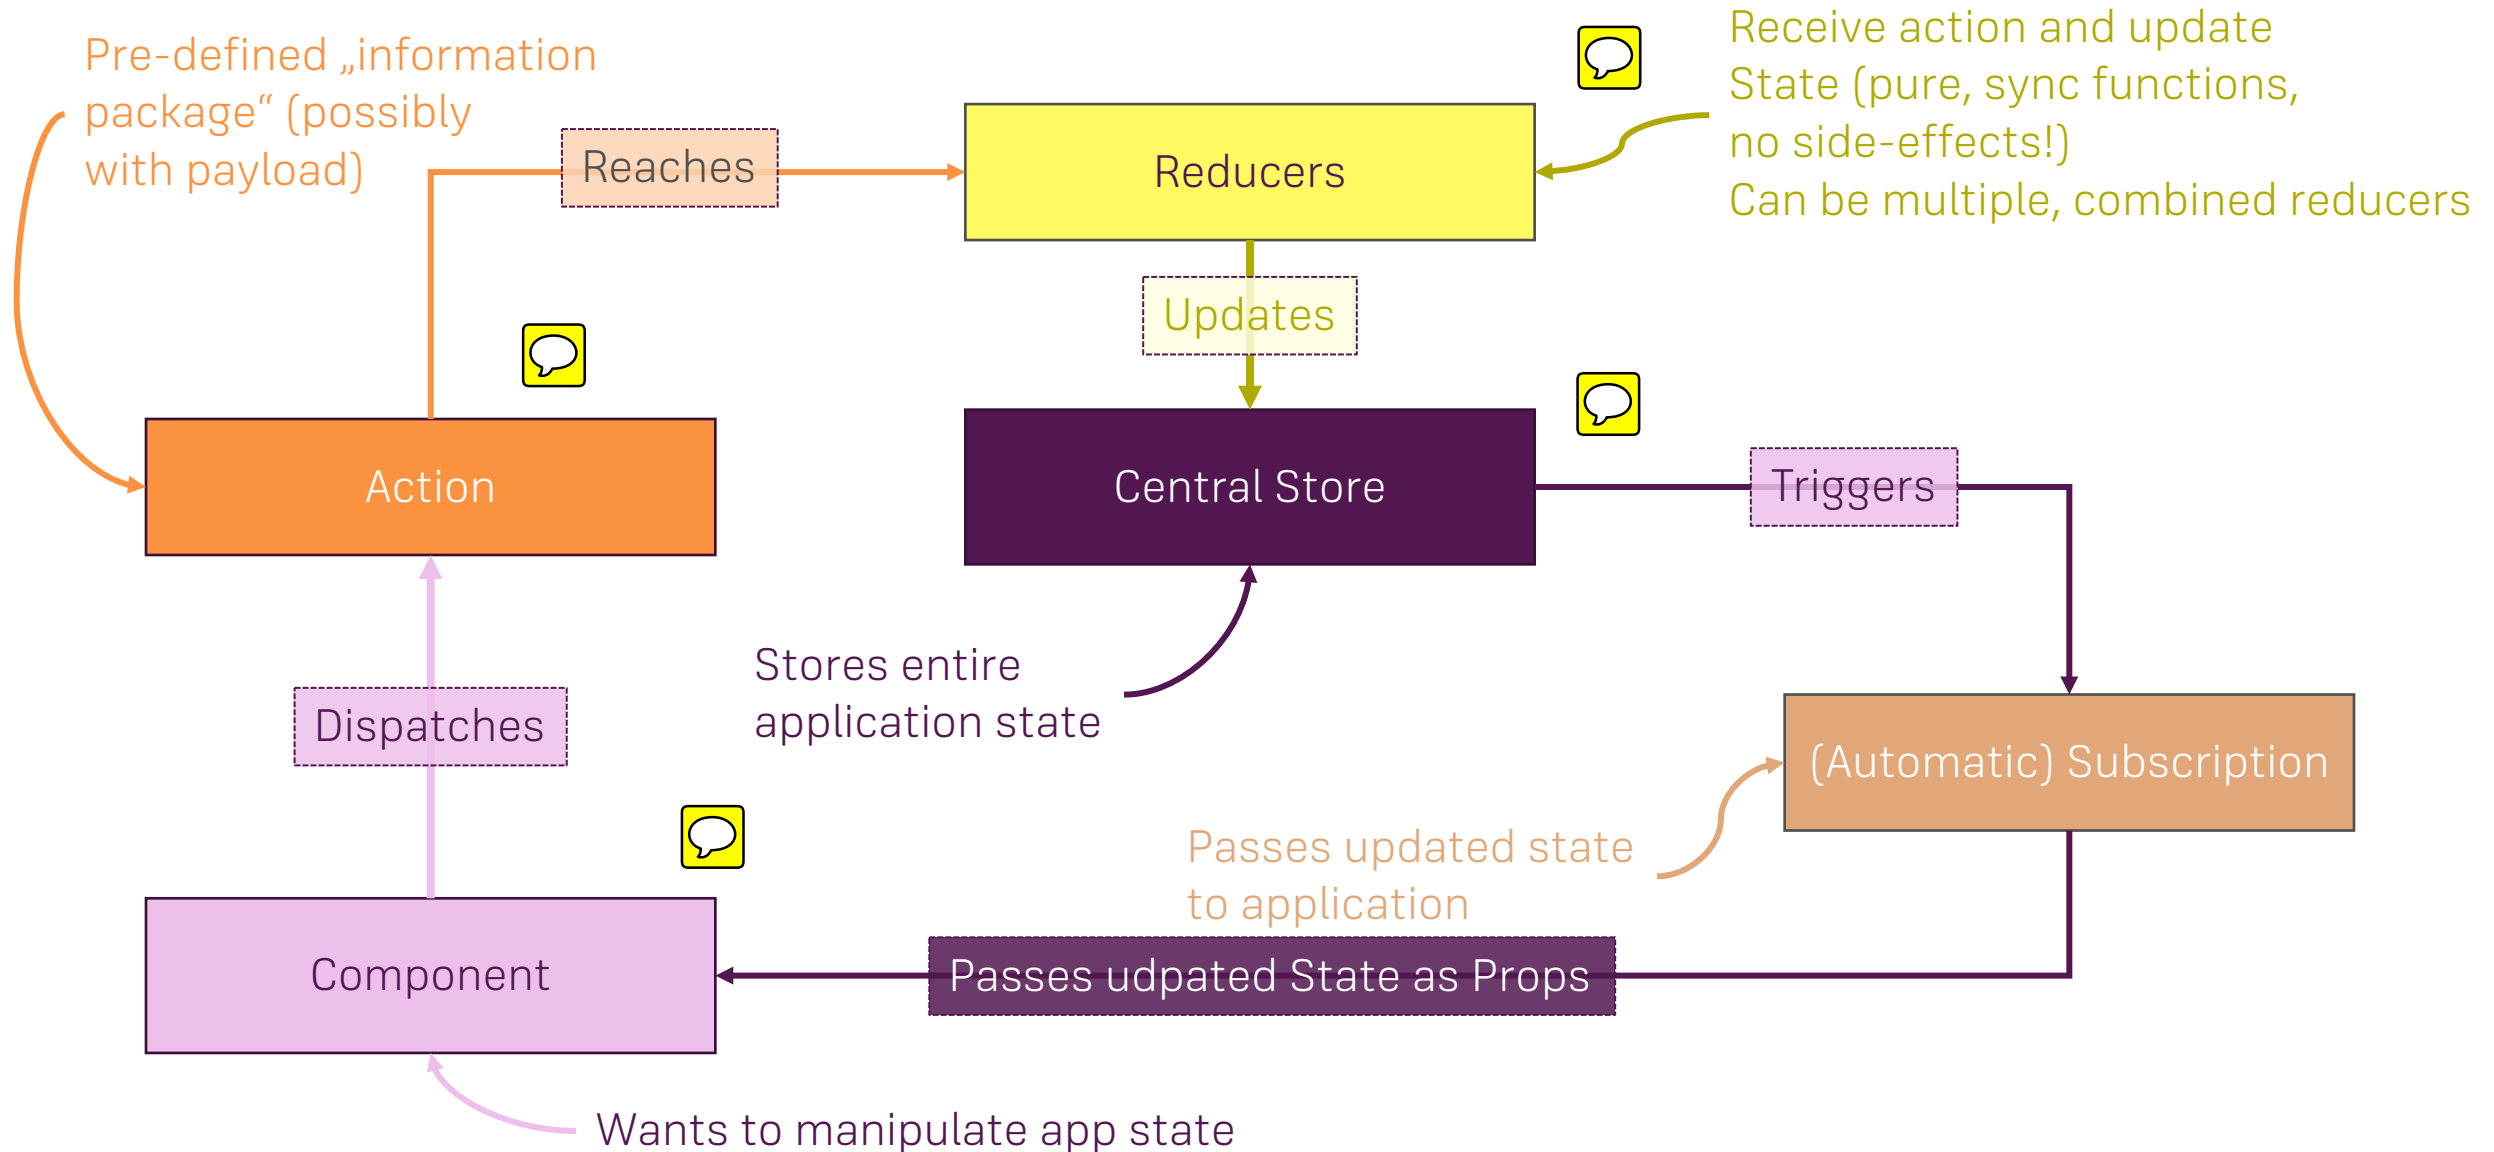 Pre-defined „information
package“ (possibly
with payload)
Reaches
Reducers
Receive action and update
State (pure, sync functions,
no side-effects!)
Can be multiple, combined reducers
Updates
Action
Central Store
Triggers
Stores entire
application state
Dispatches
(Automatic) Subscription
Passes updated state
to application
Component
Passes udpated State as Props
Wants to manipulate app state